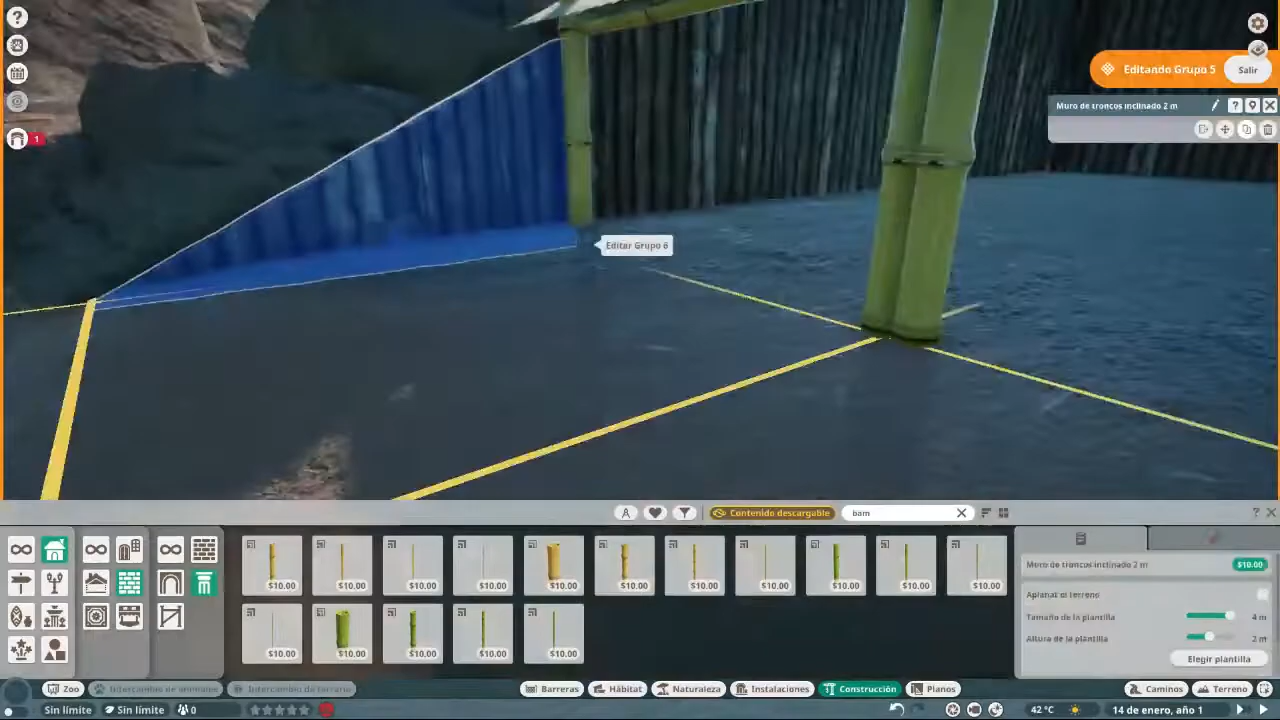 Editando Grupo 5
Salir
Muro de troncos inclinado 2 m
1
Editar Grupo 6
Contenido descargable
bam
$10.00 $10.00 $10.00 $10.00 $10.00 $10.00 $10.00 $10.00 $10.00 $10.00 $10.00
$10.00 $10.00 $10.00 $10.00 $10.00
Muro de troncos inclinado 2 m $10.00
Aplanar el terreno
Tamaño de la plantilla 4 m
Altura de la plantilla 2 m
Elegir plantilla
Zoo Intercambio de animales Intercambio de terrario Barreras Hábitat Naturaleza Instalaciones Construcción Planos Caminos Terreno
Sin límite Sin límite 0 42 °C 14 de enero, año 1